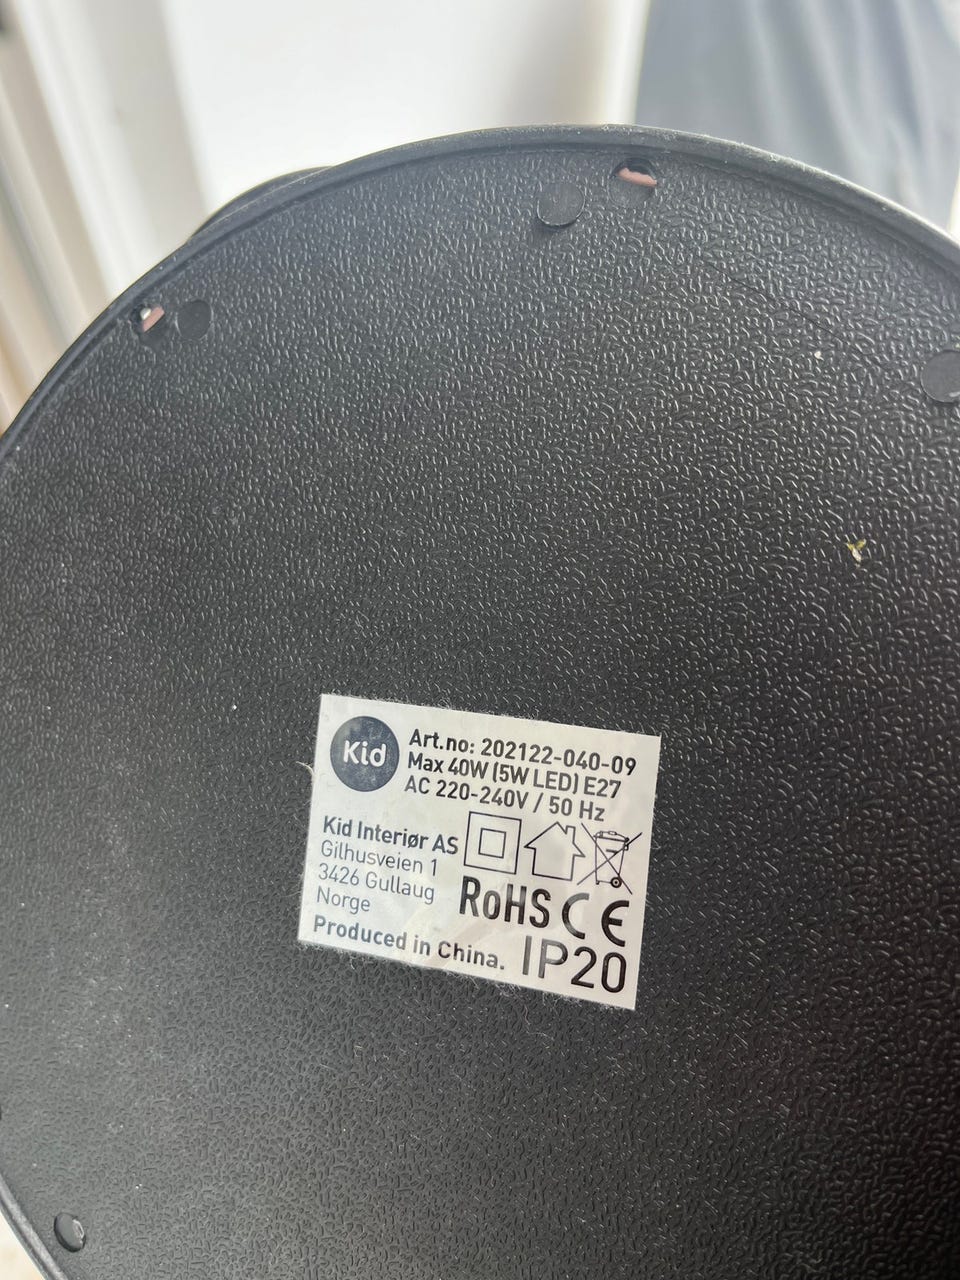 Kid
Art.no: 202122-040-09
Max 40W (5W LED) E27
AC 220-240V / 50 Hz
Kid Interiør AS
Gilhusveien 1
3426 Gullaug
Norge
Produced in China.
RoHS CE
IP20